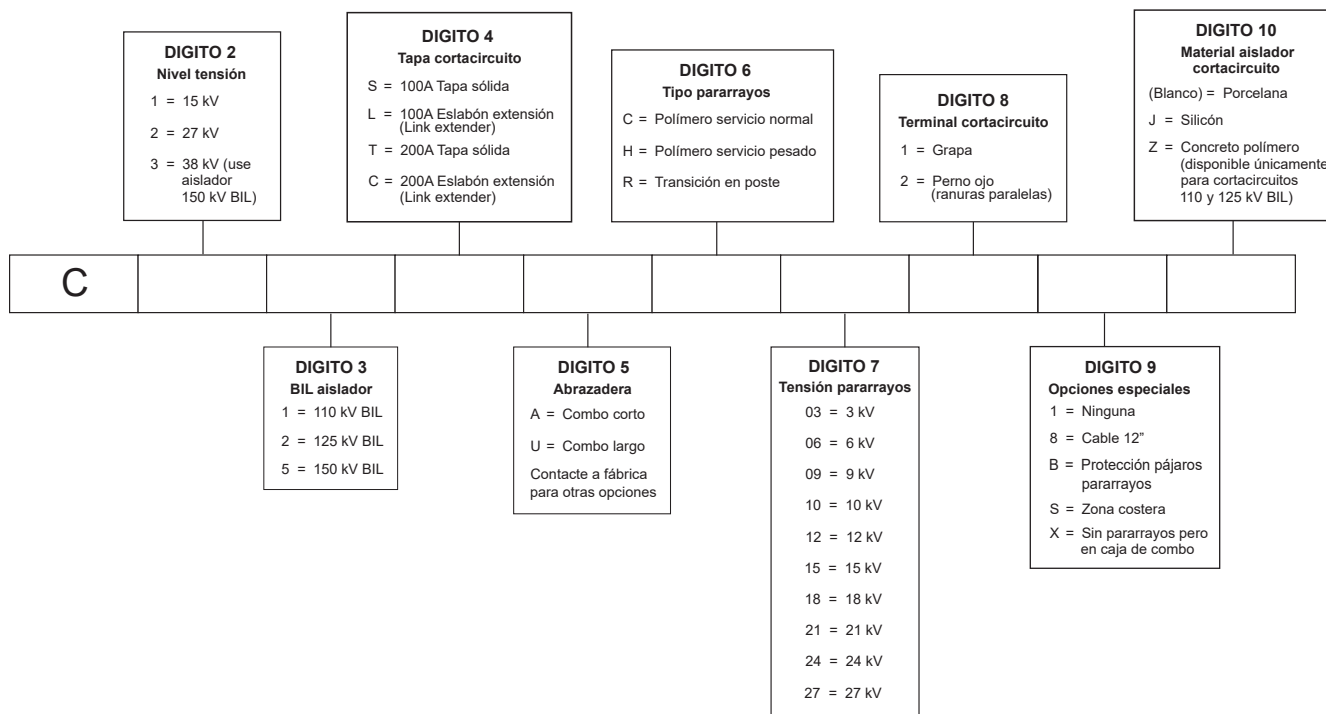 DIGITO 2
Nivel tensión
1 = 15 kV
2 = 27 kV
3 = 38 kV (use
aislador
150 kV BIL)
DIGITO 4
Tapa cortacircuito
S = 100A Tapa sólida
L = 100A Eslabón extensión
(Link extender)
T = 200A Tapa sólida
C = 200A Eslabón extensión
(Link extender)
DIGITO 6
Tipo pararrayos
C = Polímero servicio normal
H = Polímero servicio pesado
R = Transición en poste
DIGITO 8
Terminal cortacircuito
1 = Grapa
2 = Perno ojo
(ranuras paralelas)
DIGITO 10
Material aislador
cortacircuito
(Blanco) = Porcelana
J = Silicón
Z = Concreto polímero
(disponible únicamente
para cortacircuitos
110 y 125 kV BIL)
C
DIGITO 3
BIL aislador
1 = 110 kV BIL
2 = 125 kV BIL
5 = 150 kV BIL
DIGITO 5
Abrazadera
A = Combo corto
U = Combo largo
Contacte a fábrica
para otras opciones
DIGITO 7
Tensión pararrayos
03 = 3 kV
06 = 6 kV
09 = 9 kV
10 = 10 kV
12 = 12 kV
15 = 15 kV
18 = 18 kV
21 = 21 kV
24 = 24 kV
27 = 27 kV
DIGITO 9
Opciones especiales
1 = Ninguna
8 = Cable 12”
B = Protección pájaros
pararrayos
S = Zona costera
X = Sin pararrayos pero
en caja de combo